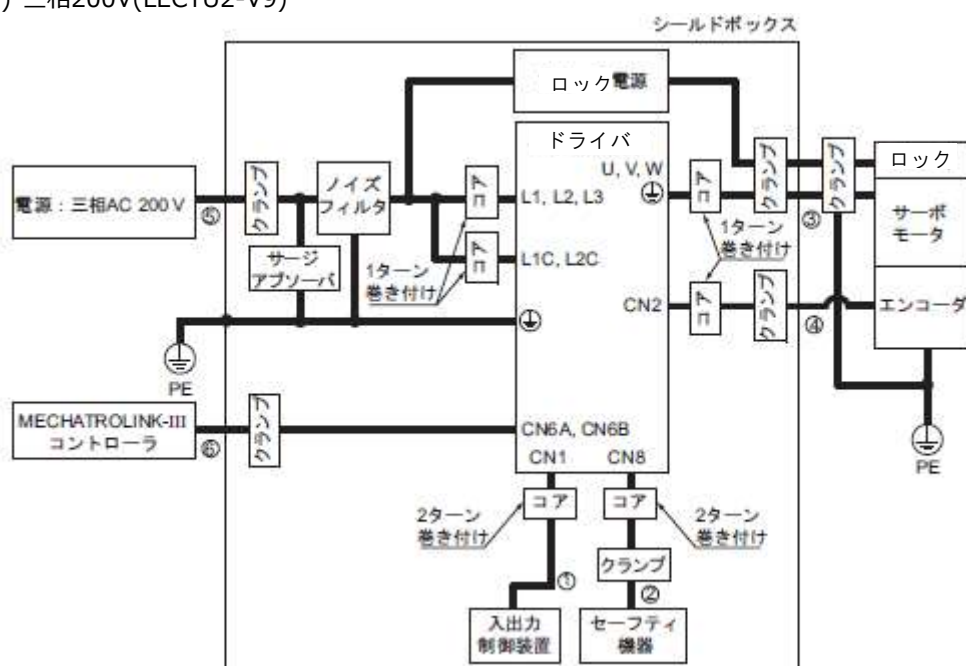 ) 三相200V(LECYU2-V9)
シールドボックス
ロック電源
ドライバ
電源：三相AC 200 V
⑤
クランプ
ノイズ
フィルタ
コア
L1, L2, L3
U, V, W
コア
クランプ
クランプ
③
ロック
サーボ
モータ
サージ
アブソーバ
コア
L1C, L2C
1ターン
巻き付け
1ターン
巻き付け
CN2
コア
クランプ
④
エンコーダ
PE
MECHATROLINK-III
コントローラ
⑥
クランプ
CN6A, CN6B
CN1
CN8
PE
2ターン
巻き付け
コア
コア
2ターン
巻き付け
クランプ
①
②
入出力
制御装置
セーフティ
機器